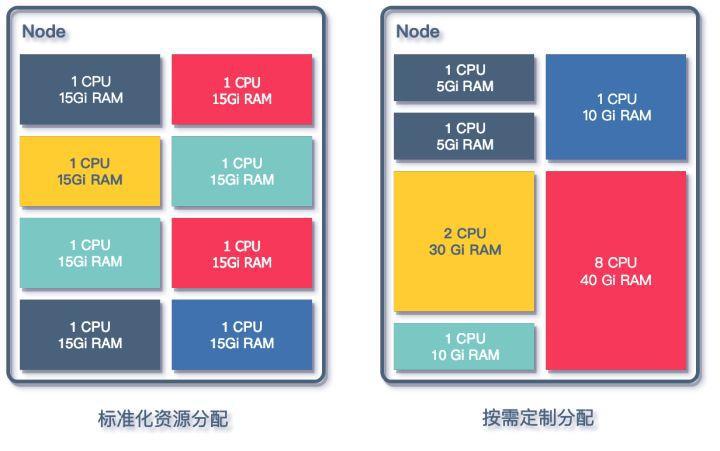 Node
1 CPU
15Gi RAM
1 CPU
15Gi RAM
1 CPU
15Gi RAM
1 CPU
15Gi RAM
1 CPU
15Gi RAM
1 CPU
15Gi RAM
1 CPU
15Gi RAM
1 CPU
15Gi RAM
标准化资源分配
Node
1 CPU
5Gi RAM
1 CPU
10 Gi RAM
1 CPU
5Gi RAM
2 CPU
30 Gi RAM
8 CPU
40 Gi RAM
1 CPU
10 Gi RAM
按需定制分配